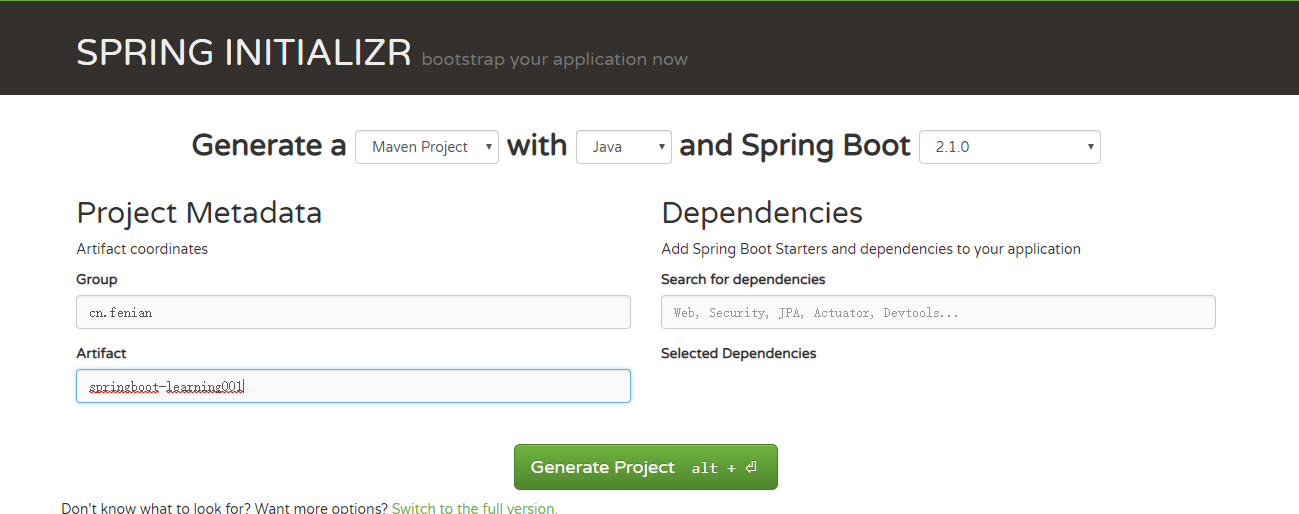 SPRING INITIALIZR bootstrap your application now
Generate a Maven Project with Java and Spring Boot 2.1.0
Project Metadata
Artifact coordinates
Group
cn.fenian
Artifact
springboot-learning001
Dependencies
Add Spring Boot Starters and dependencies to your application
Search for dependencies
Web, Security, JPA, Actuator, Devtools...
Selected Dependencies
Generate Project alt + ⏎
Don't know what to look for? Want more options? Switch to the full version.